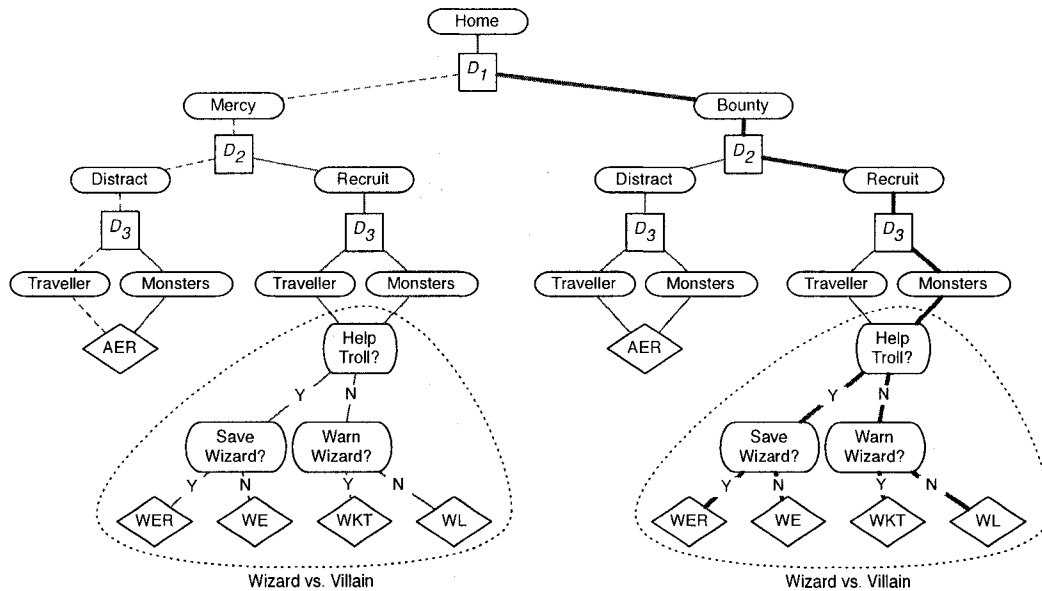 Home
D1
Mercy
Bounty
D2
D2
Distract
Recruit
Distract
Recruit
D3
D3
D3
D3
Traveller
Monsters
Traveller
Monsters
Traveller
Monsters
Traveller
Monsters
AER
Help
Troll?
AER
Help
Troll?
Y
N
Y
N
Save
Wizard?
Warn
Wizard?
Save
Wizard?
Warn
Wizard?
Y
N
Y
N
Y
N
Y
N
WER
WE
WKT
WL
WER
WE
WKT
WL
Wizard vs. Villain
Wizard vs. Villain